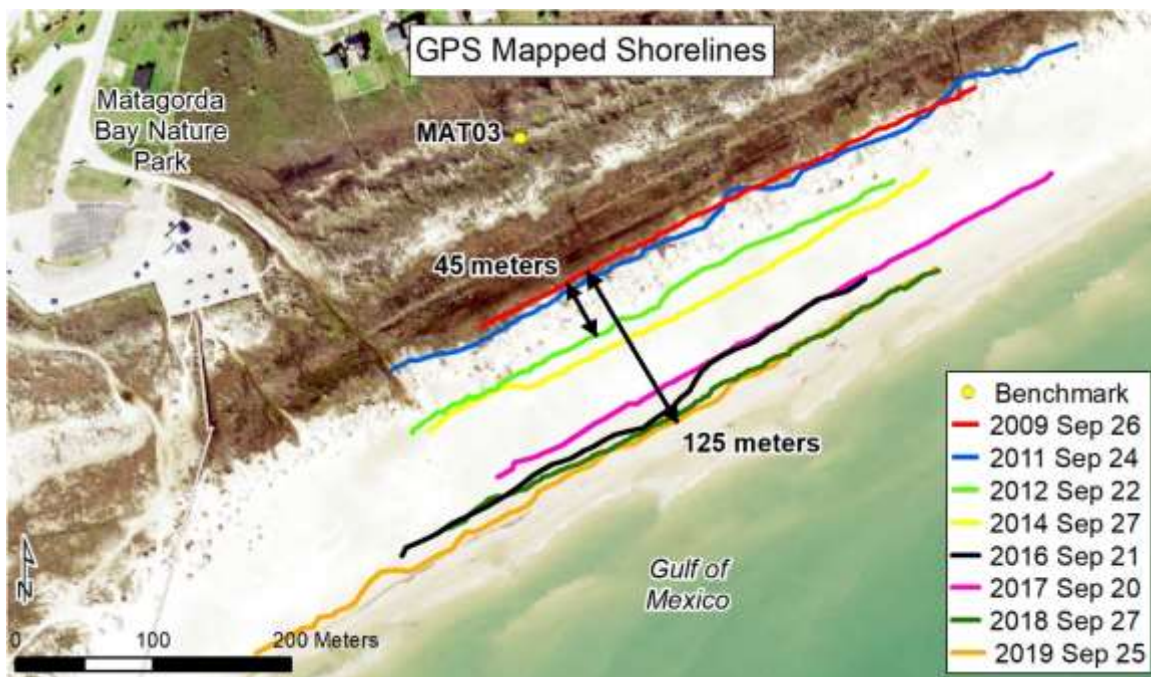 GPS Mapped Shorelines
Matagorda
Bay Nature
Park
MAT03
45 meters
125 meters
Gulf of
Mexico
N
0 100 200 Meters
Benchmark
2009 Sep 26
2011 Sep 24
2012 Sep 22
2014 Sep 27
2016 Sep 21
2017 Sep 20
2018 Sep 27
2019 Sep 25